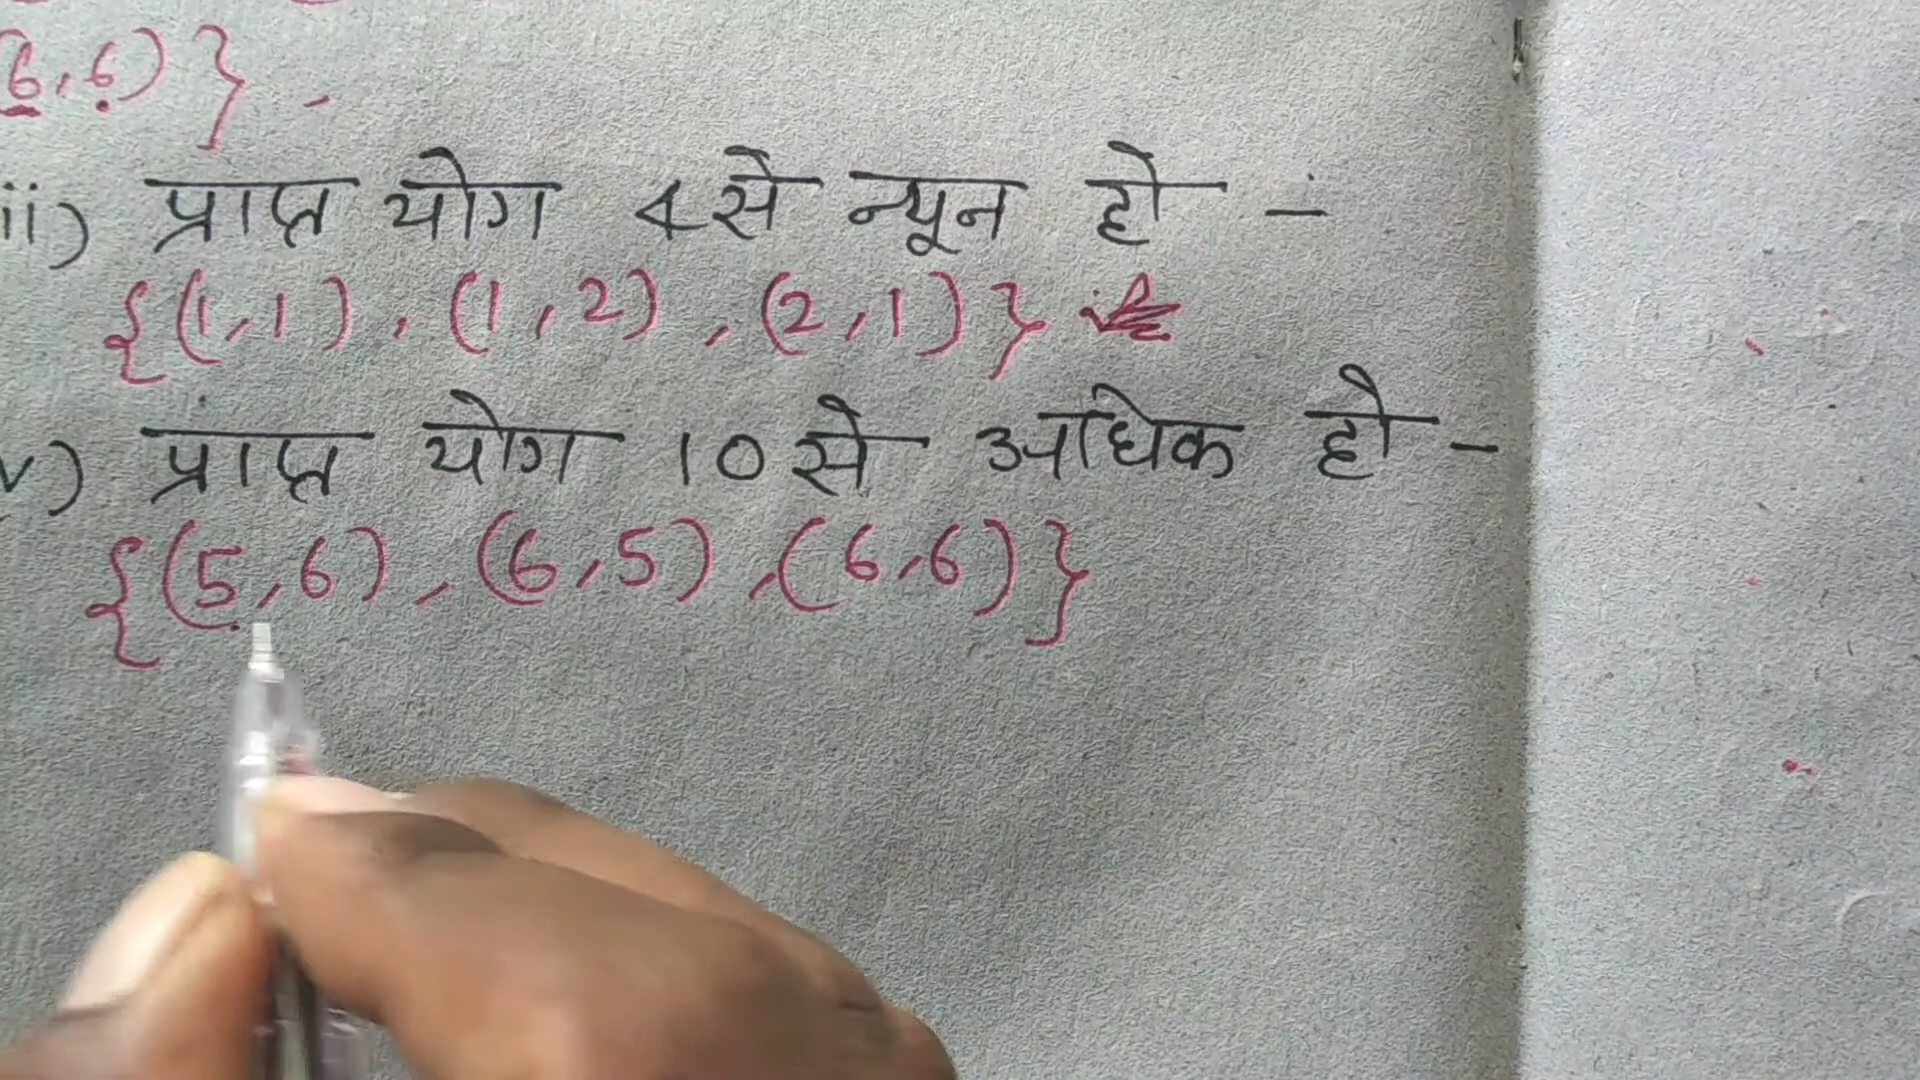 6,6)}
ii) प्राप्त योग 4 से न्यून हो -
{(1,1), (1,2), (2,1)}
v) प्राप्त योग 10 से अधिक हो -
{(5,6), (6,5), (6,6)}